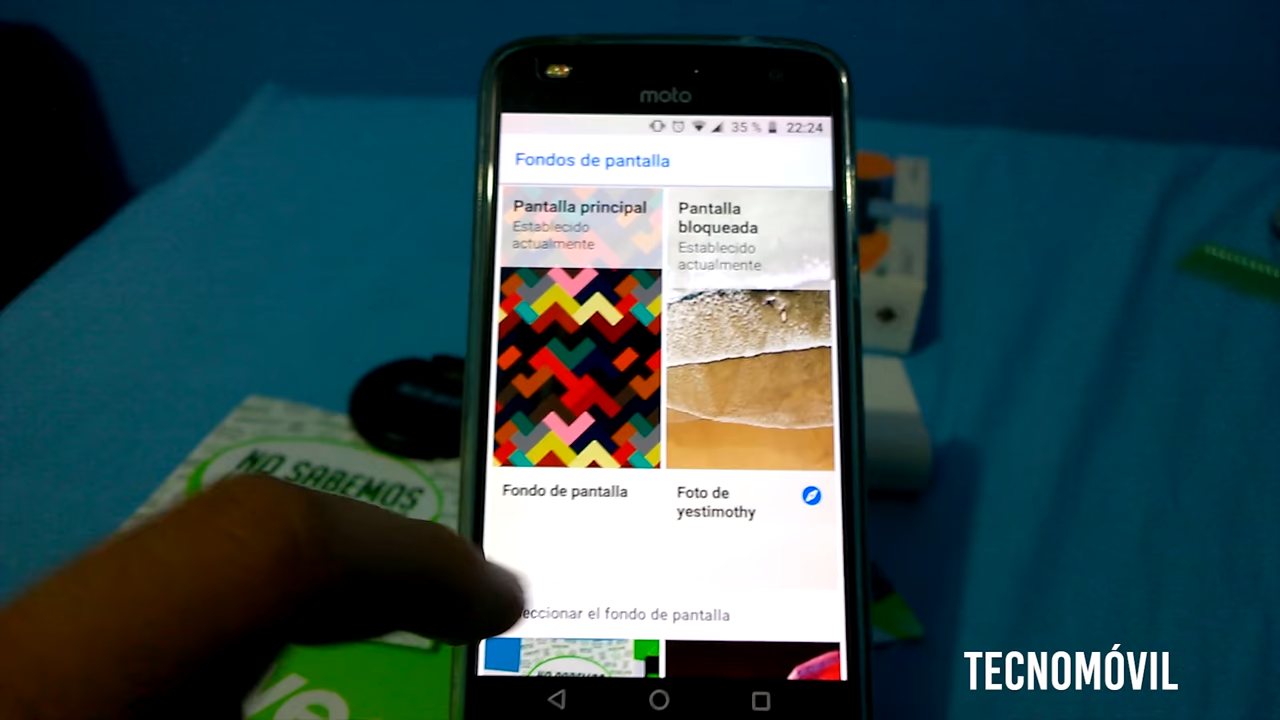 moto
35 % 22:24
Fondos de pantalla
Pantalla principal
Establecido
actualmente
Pantalla
bloqueada
Establecido
actualmente
Fondo de pantalla
Foto de
yestimothy
el fondo de pantalla
NO SABEMOS
TECNOMÓVIL